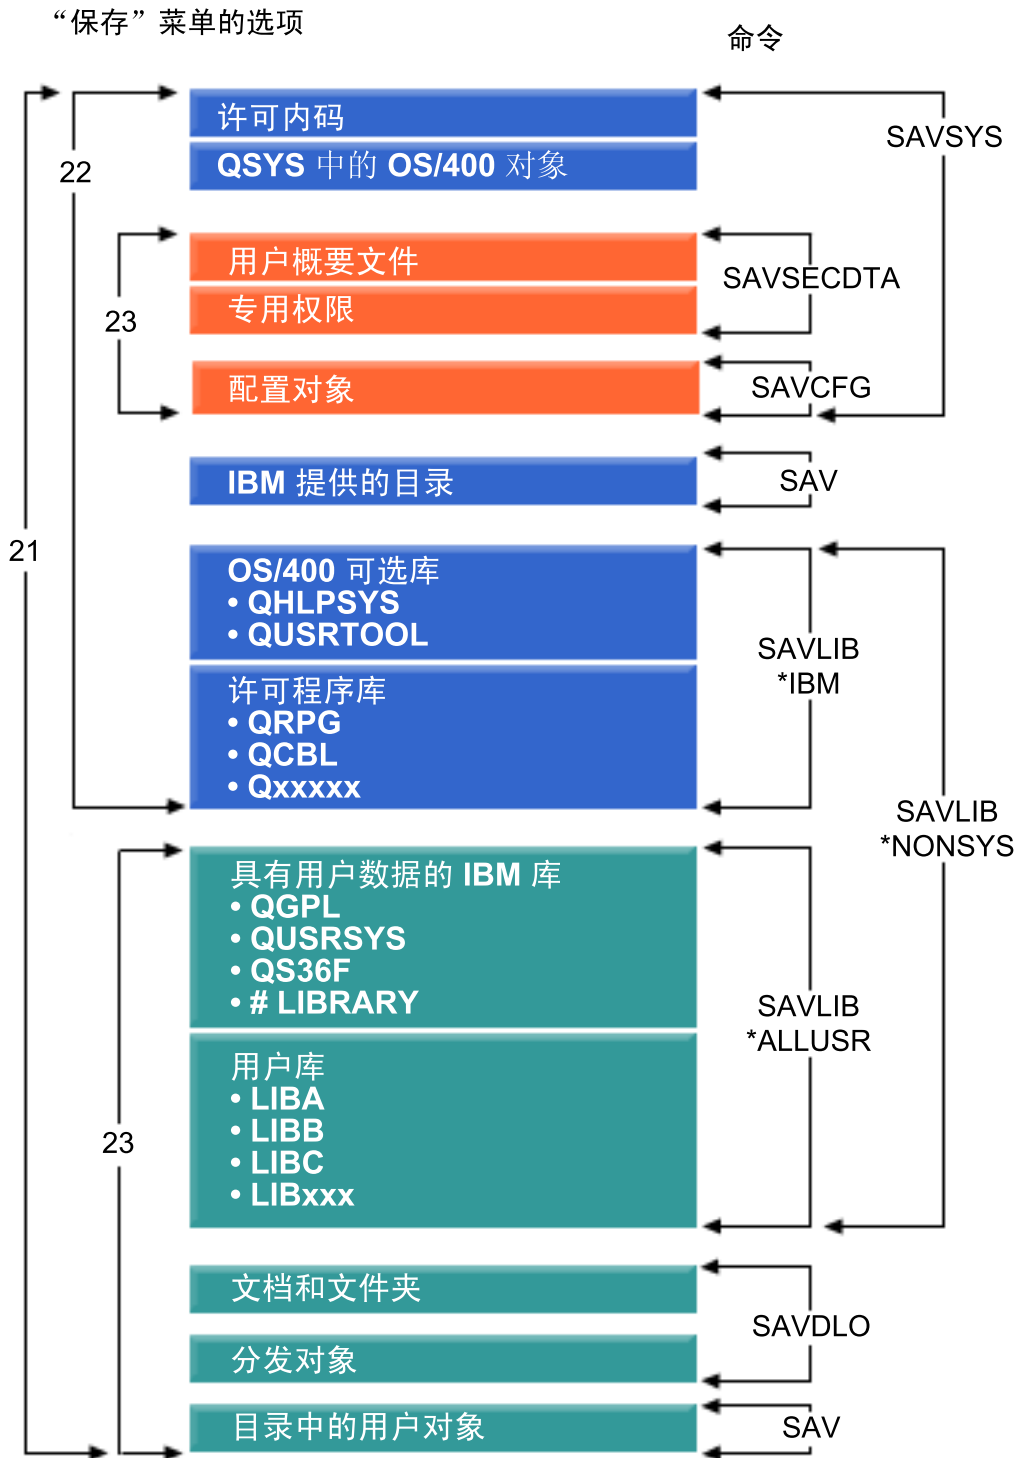 “保存”菜单的选项
命令
许可内码
QSYS 中的 OS/400 对象
SAVSYS
22
用户概要文件
专用权限
SAVSECDTA
23
配置对象
SAVCFG
IBM 提供的目录
SAV
21
OS/400 可选库
• QHLPSYS
• QUSRTOOL
许可程序库
• QRPG
• QCBL
• Qxxxxx
SAVLIB
*IBM
SAVLIB
*NONSYS
具有用户数据的 IBM 库
• QGPL
• QUSRSYS
• QS36F
• # LIBRARY
用户库
• LIBA
• LIBB
• LIBC
• LIBxxx
SAVLIB
*ALLUSR
23
文档和文件夹
分发对象
SAVDLO
目录中的用户对象
SAV